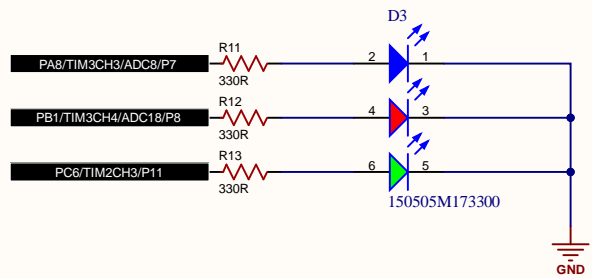 D3
R11
PA8/TIM3CH3/ADC8/P7
2
1
330R
R12
PB1/TIM3CH4/ADC18/P8
4
3
330R
R13
PC6/TIM2CH3/P11
6
5
330R
150505M173300
GND